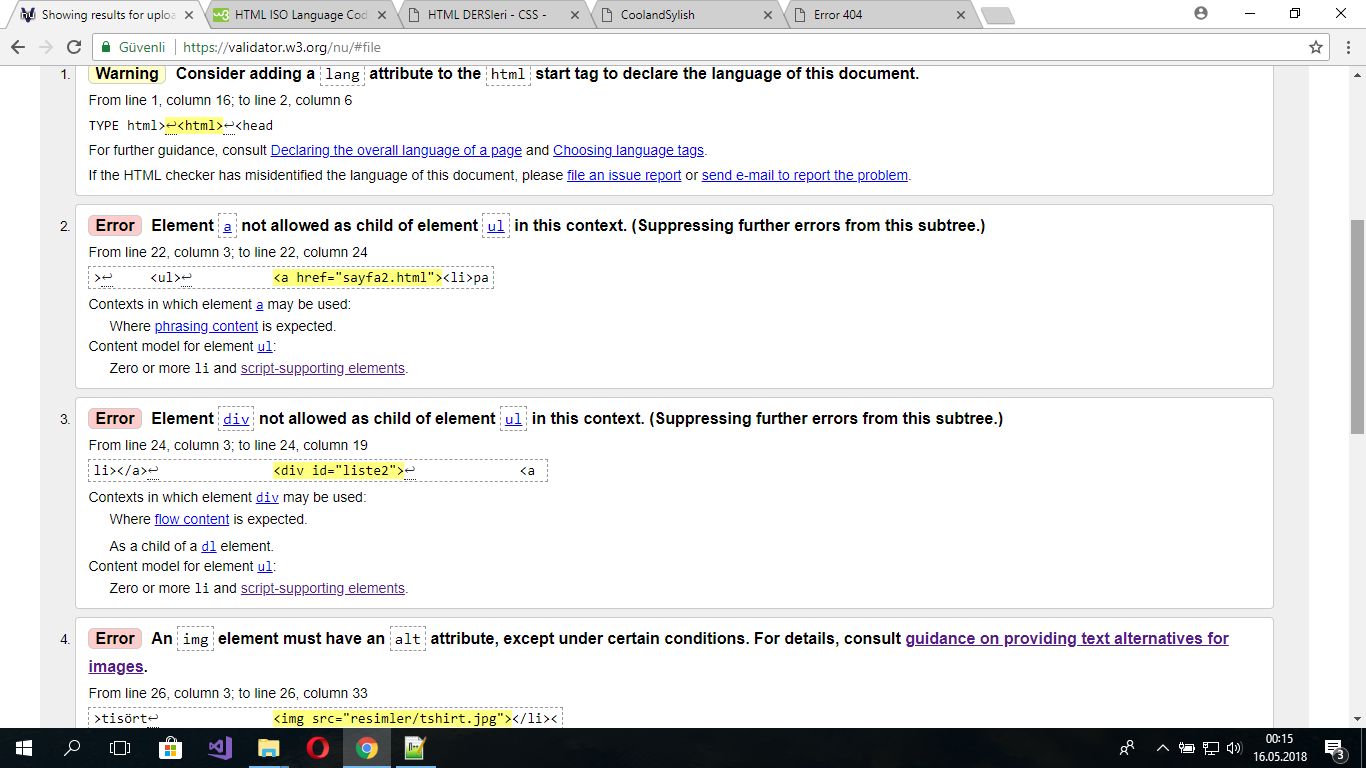 Showing results for uploa
HTML ISO Language Cod
HTML DERSleri - CSS -
CoolandSylish
Error 404
Güvenli
https://validator.w3.org/nu/#file
1. Warning Consider adding a lang attribute to the html start tag to declare the language of this document.
From line 1, column 16; to line 2, column 6
TYPE html>↩<html>↩<head
For further guidance, consult Declaring the overall language of a page and Choosing language tags.
If the HTML checker has misidentified the language of this document, please file an issue report or send e-mail to report the problem.
2. Error Element a not allowed as child of element ul in this context. (Suppressing further errors from this subtree.)
From line 22, column 3; to line 22, column 24
>↩ <ul>↩ <a href="sayfa2.html"><li>pa
Contexts in which element a may be used:
Where phrasing content is expected.
Content model for element ul:
Zero or more li and script-supporting elements.
3. Error Element div not allowed as child of element ul in this context. (Suppressing further errors from this subtree.)
From line 24, column 3; to line 24, column 19
li></a>↩ <div id="liste2">↩ <a
Contexts in which element div may be used:
Where flow content is expected.
As a child of a dl element.
Content model for element ul:
Zero or more li and script-supporting elements.
4. Error An img element must have an alt attribute, except under certain conditions. For details, consult guidance on providing text alternatives for
images.
From line 26, column 3; to line 26, column 33
>tisört↩ <img src="resimler/tshirt.jpg"></li><
00:15
16.05.2018
3